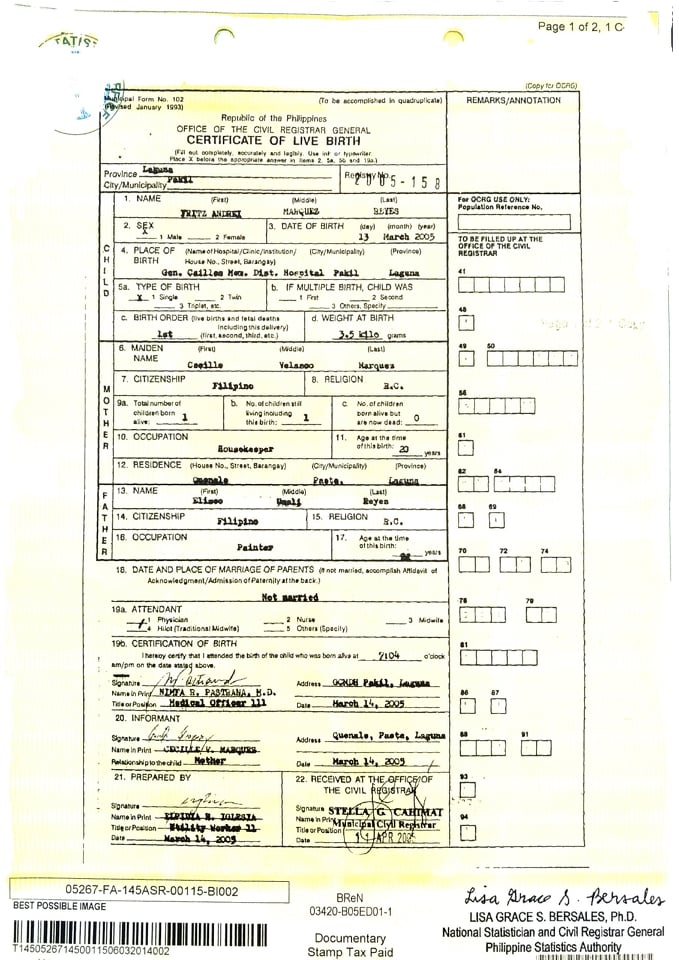 Page 1 of 2, 1 C
(Copy for OCRG)
Municipal Form No. 102
(Revised January 1993)
(To be accomplished in quadruplicate)
REMARKS/ANNOTATION
Republic of the Philippines
OFFICE OF THE CIVIL REGISTRAR GENERAL
CERTIFICATE OF LIVE BIRTH
(Fill out completely, accurately and legibly. Use ink or typewriter.
Place X before the appropriate answer in items 2, 5a, 5b and 19a.)
Province Laguna
City/Municipality Pakil
Registry No. 2005-158
1. NAME (First) (Middle) (Last)
FRITZ ANDREI MARQUEZ REYES
For OCRG USE ONLY:
Population Reference No.
2. SEX
X 1 Male 2 Female
3. DATE OF BIRTH (day) (month) (year)
13 March 2005
TO BE FILLED UP AT THE
OFFICE OF THE CIVIL
REGISTRAR
CHILD
4. PLACE OF BIRTH (Name of Hospital/Clinic/Institution/ (City/Municipality) (Province)
House No., Street, Barangay)
Gen. Cailles Mem. Dist. Hospital Pakil Laguna
41
5a. TYPE OF BIRTH
X 1 Single 2 Twin
3 Triplet, etc.
b. IF MULTIPLE BIRTH, CHILD WAS
1 First 2 Second
3 Others, Specify
c. BIRTH ORDER (live births and fetal deaths
including this delivery)
1st (first, second, third, etc.)
d. WEIGHT AT BIRTH
3.5 kilo grams
48
MOTHER
6. MAIDEN NAME (First) (Middle) (Last)
Cecille Velasco Marquez
49 50
7. CITIZENSHIP Filipino
8. RELIGION R.C.
9a. Total number of children born alive: 1
b. No. of children still living including this birth: 1
c. No. of children born alive but are now dead: 0
56
10. OCCUPATION
Housekeeper
11. Age at the time of this birth: 20 years
61
12. RESIDENCE (House No., Street, Barangay) (City/Municipality) (Province)
Quenale Paete, Laguna
62 64
FATHER
13. NAME (First) (Middle) (Last)
Eliseo Umali Reyes
14. CITIZENSHIP Filipino
15. RELIGION R.C.
68 69
16. OCCUPATION
Painter
17. Age at the time of this birth: years
70 72 74
18. DATE AND PLACE OF MARRIAGE OF PARENTS (If not married, accomplish Affidavit of
Acknowledgment/Admission of Paternity at the back.)
Not married
19a. ATTENDANT
1 Physician 2 Nurse 3 Midwife
4 Hilot (Traditional Midwife) 5 Others (Specify)
76 79
19b. CERTIFICATION OF BIRTH
I hereby certify that I attended the birth of the child who was born alive at 7:04 o'clock
am/pm on the date stated above.
81
Signature
Address GCMDH Pakil, Laguna
Name in Print NIMFA R. PASTRANA, M.D.
Title or Position Medical Officer 111
Date March 14, 2005
86 87
20. INFORMANT
Signature
Address Quenale, Paete, Laguna
Name in Print CECILLE V. MARQUEZ
Relationship to the child Mother
Date March 14, 2005
88 91
21. PREPARED BY
Signature
Title or Position Utility Worker 11
Date March 14, 2005
22. RECEIVED AT THE OFFICE OF
THE CIVIL REGISTRAR
Signature
Name in Print STELLA G. CAHIMAT
Title or Position Municipal Civil Registrar
Date 11 APR 2005
93
94
05267-FA-145ASR-00115-BI002
BEST POSSIBLE IMAGE
T145052671450011506032014002
BReN
03420-B05ED01-1
Documentary
Stamp Tax Paid
Lisa Grace S. Bersales
LISA GRACE S. BERSALES, Ph.D.
National Statistician and Civil Registrar General
Philippine Statistics Authority